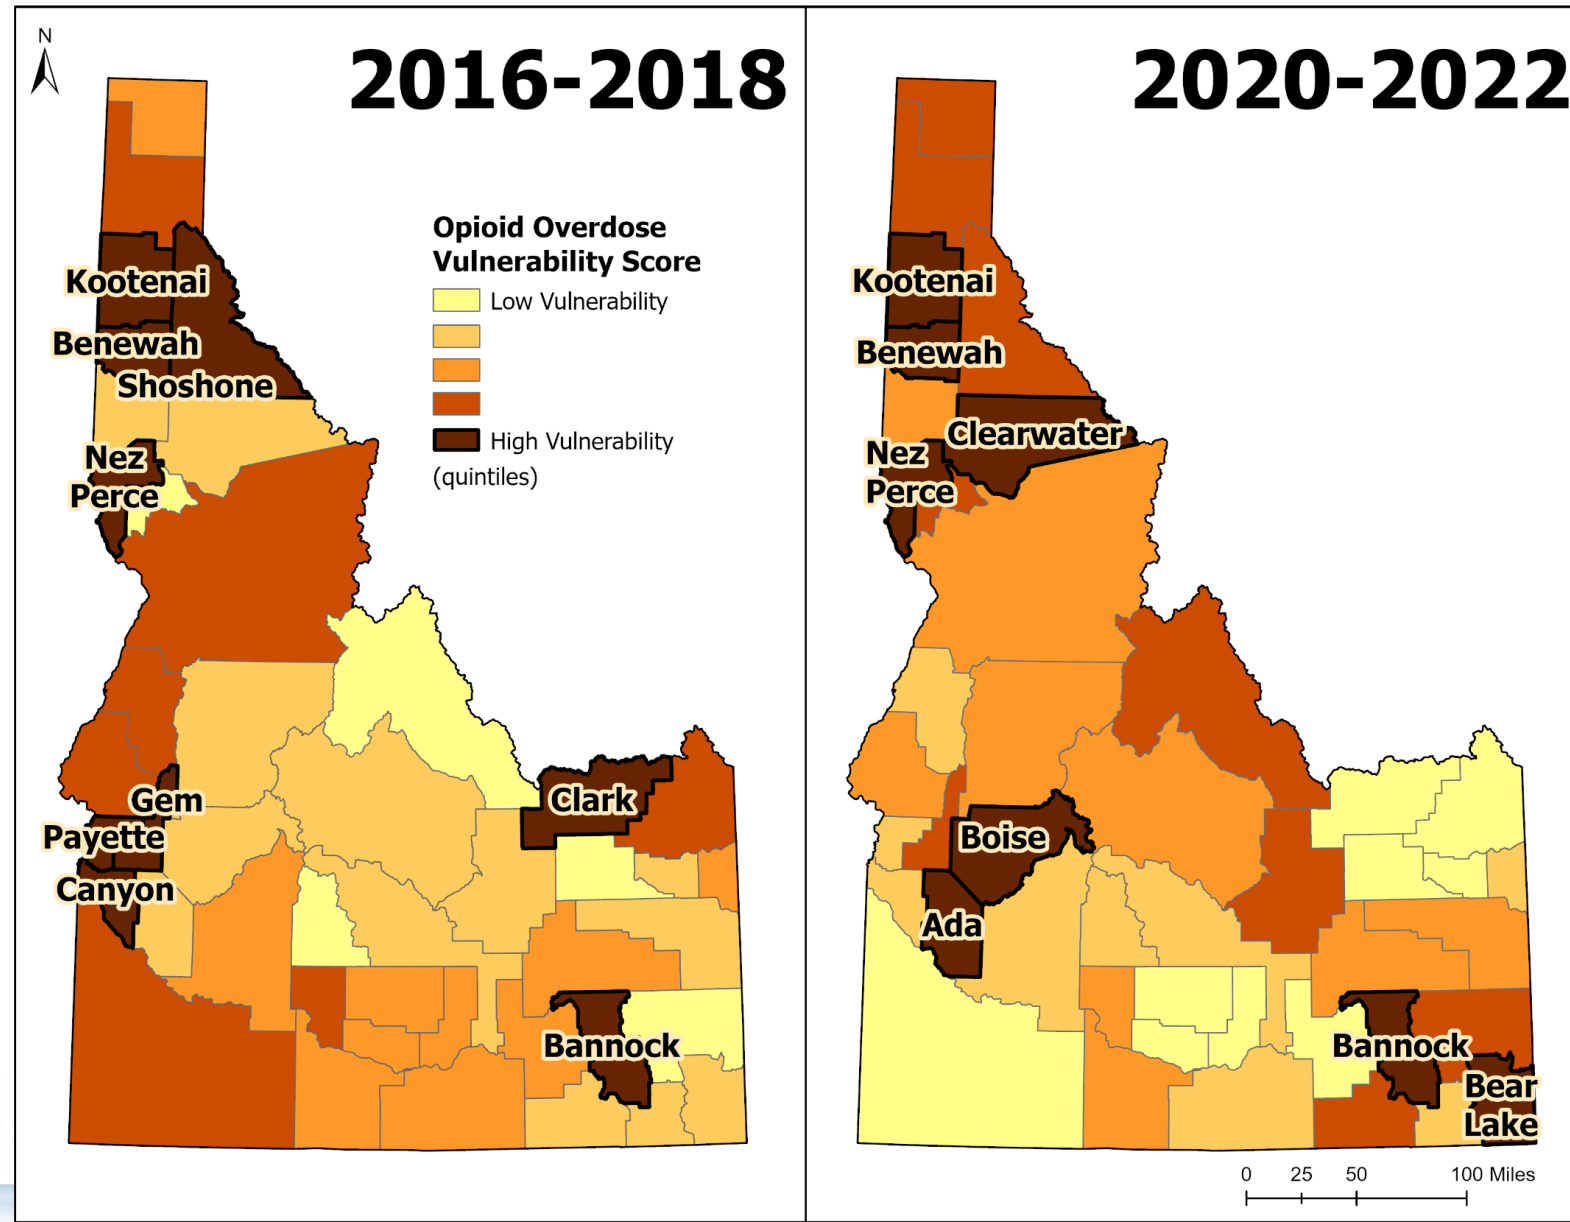 N
2016-2018
Opioid Overdose
Vulnerability Score
Low Vulnerability
High Vulnerability
(quintiles)
Kootenai
Benewah
Shoshone
Nez
Perce
Gem
Payette
Canyon
Clark
Bannock
2020-2022
Kootenai
Benewah
Clearwater
Nez
Perce
Boise
Ada
Bannock
Bear
Lake
0 25 50 100 Miles